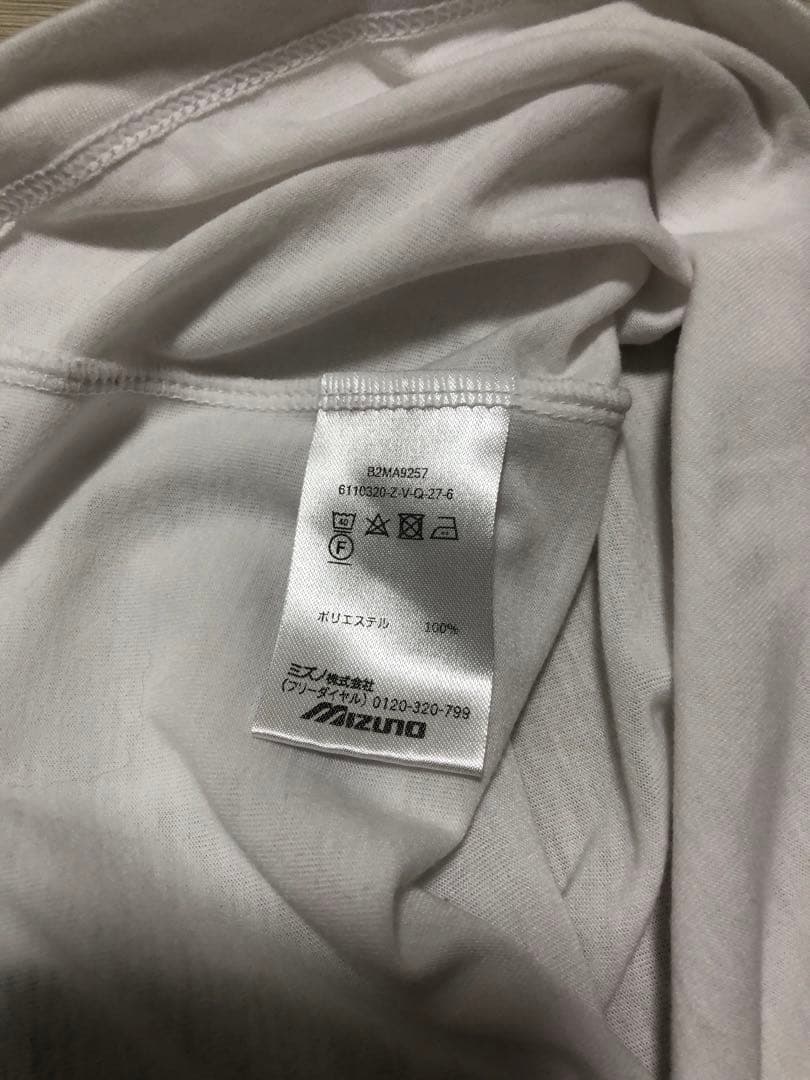 B2MA9257
6110320-Z-V-Q-27-6
40
F
ポリエステル 100%
ミズノ株式会社
(フリーダイヤル) 0120-320-799
MIZUNO